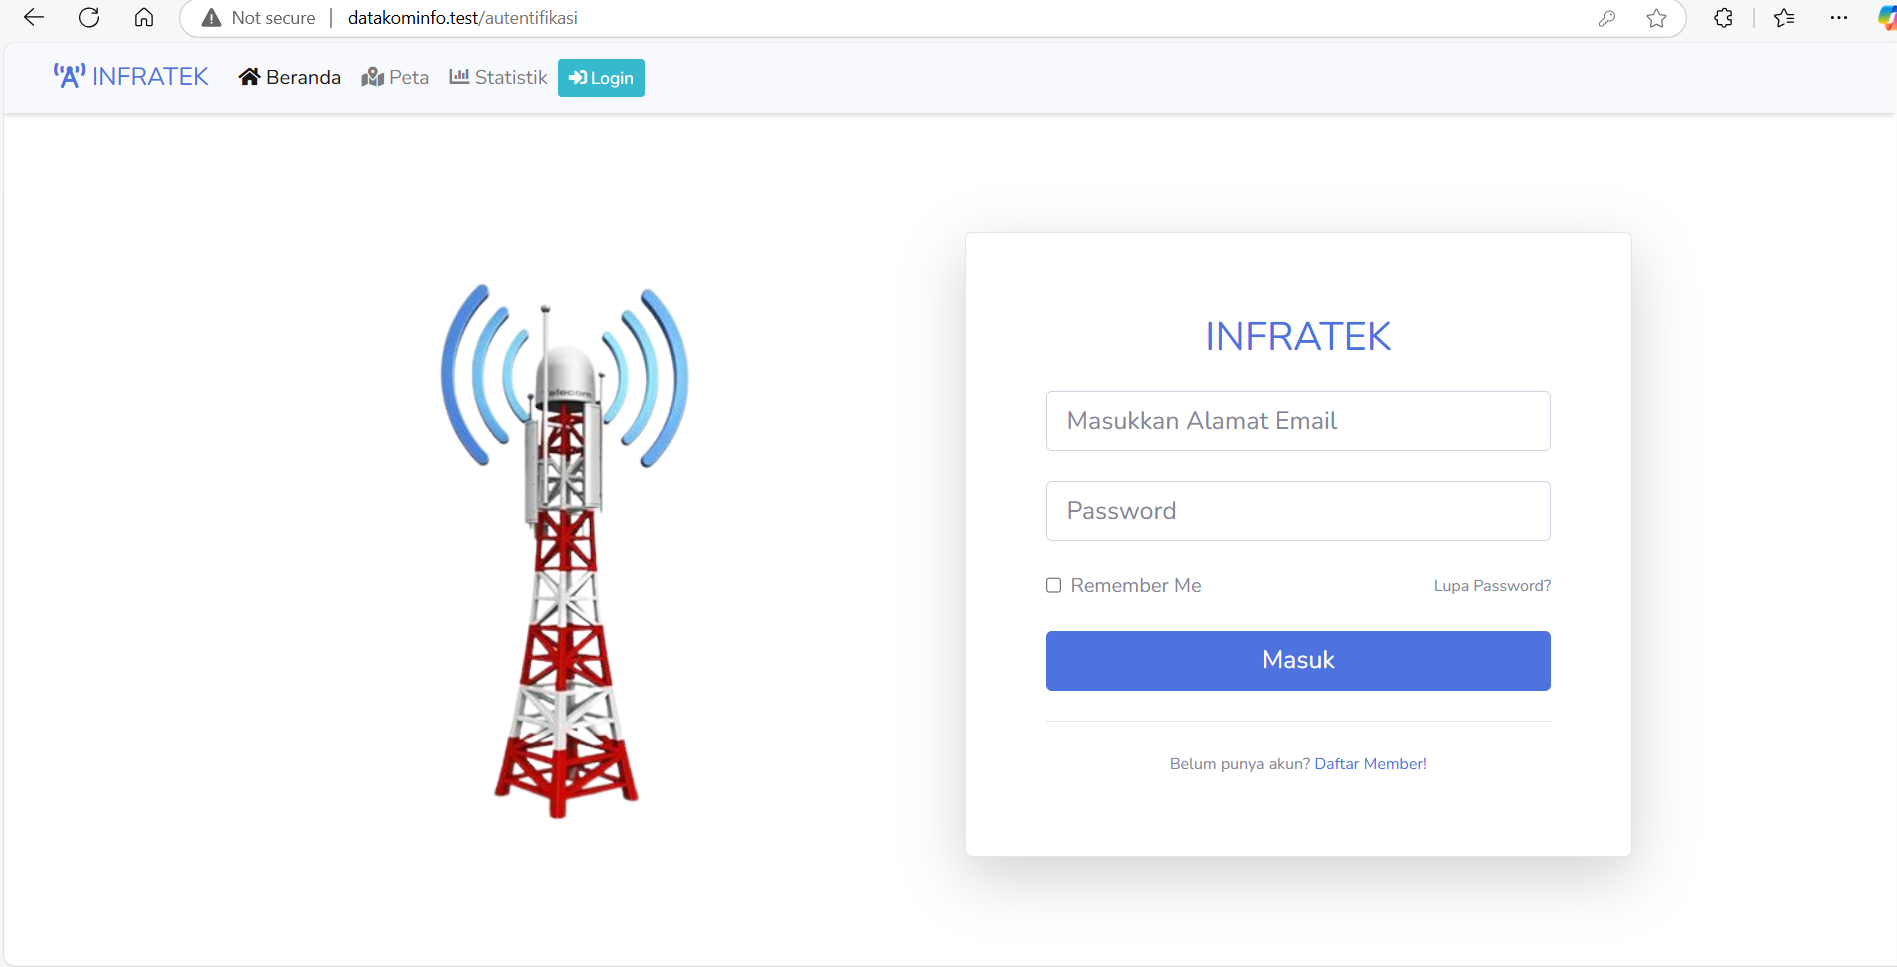 Not secure datakominfo.test/autentifikasi
INFRATEK Beranda Peta Statistik Login
Telecom
INFRATEK
Masukkan Alamat Email
Password
Remember Me Lupa Password?
Masuk
Belum punya akun? Daftar Member!